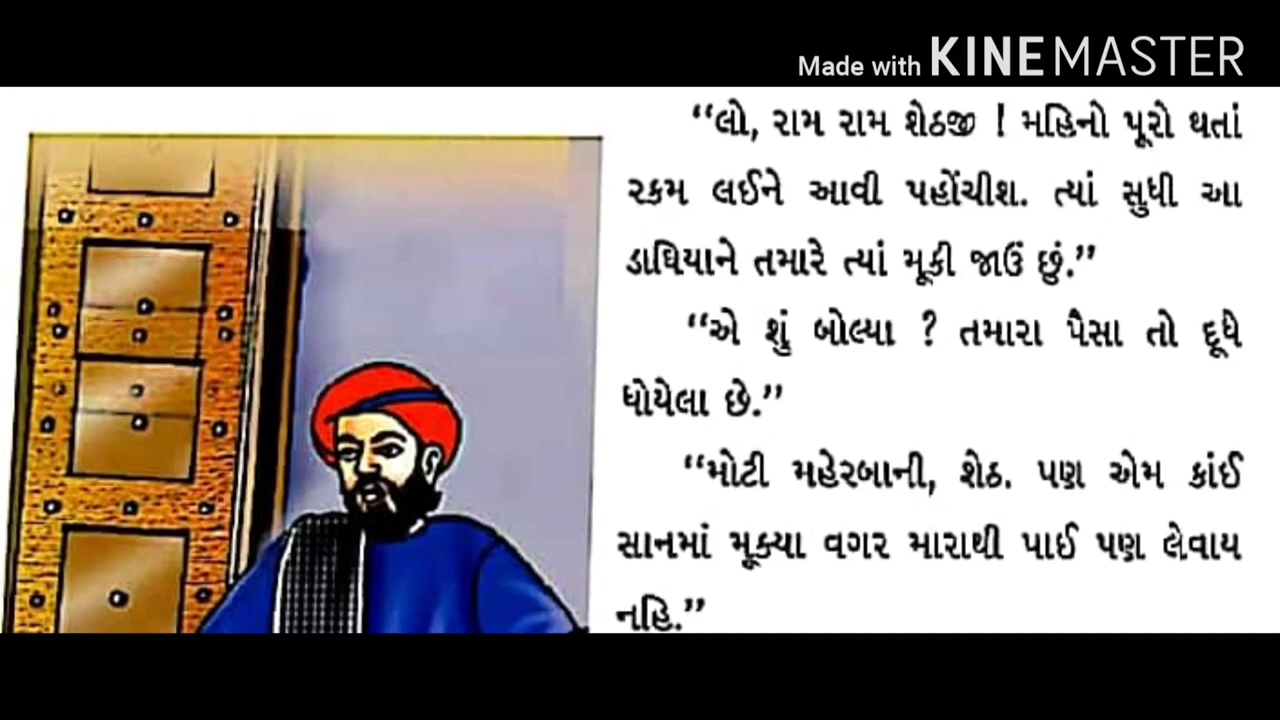 Made with KINEMASTER
“લો, રામ રામ શેઠજી ! મહિનો પૂરો થતાં
રકમ લઈને આવી પહોંચીશ. ત્યાં સુધી આ
ડાઘિયાને તમારે ત્યાં મૂકી જાઉં છું.”
“એ શું બોલ્યા ? તમારા પૈસા તો દૂધે
ધોયેલા છે.”
“મોટી મહેરબાની, શેઠ. પણ એમ કાંઈ
સાનમાં મૂક્યા વગર મારાથી પાઈ પણ લેવાય
નહિ.”